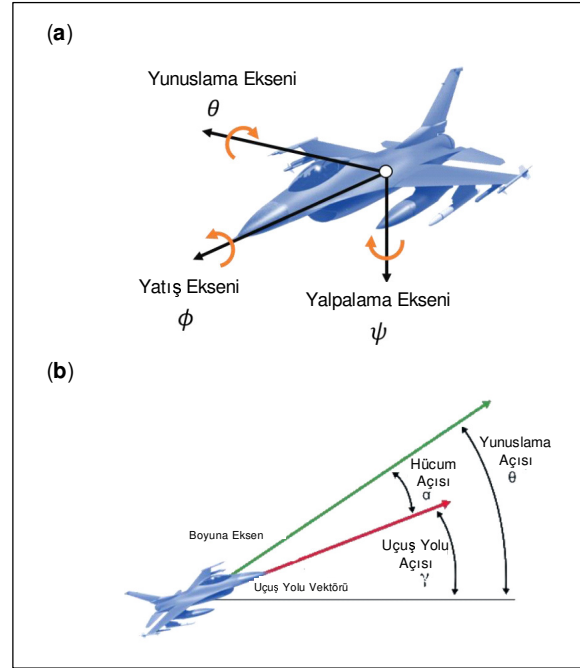 (a)
Yunuslama Ekseni
θ
Yatış Ekseni
ϕ
Yalpalama Ekseni
ψ
(b)
Yunuslama
Açısı
θ
Hücum
Açısı
α
Boyuna Eksen
Uçuş Yolu
Açısı
γ
Uçuş Yolu Vektörü